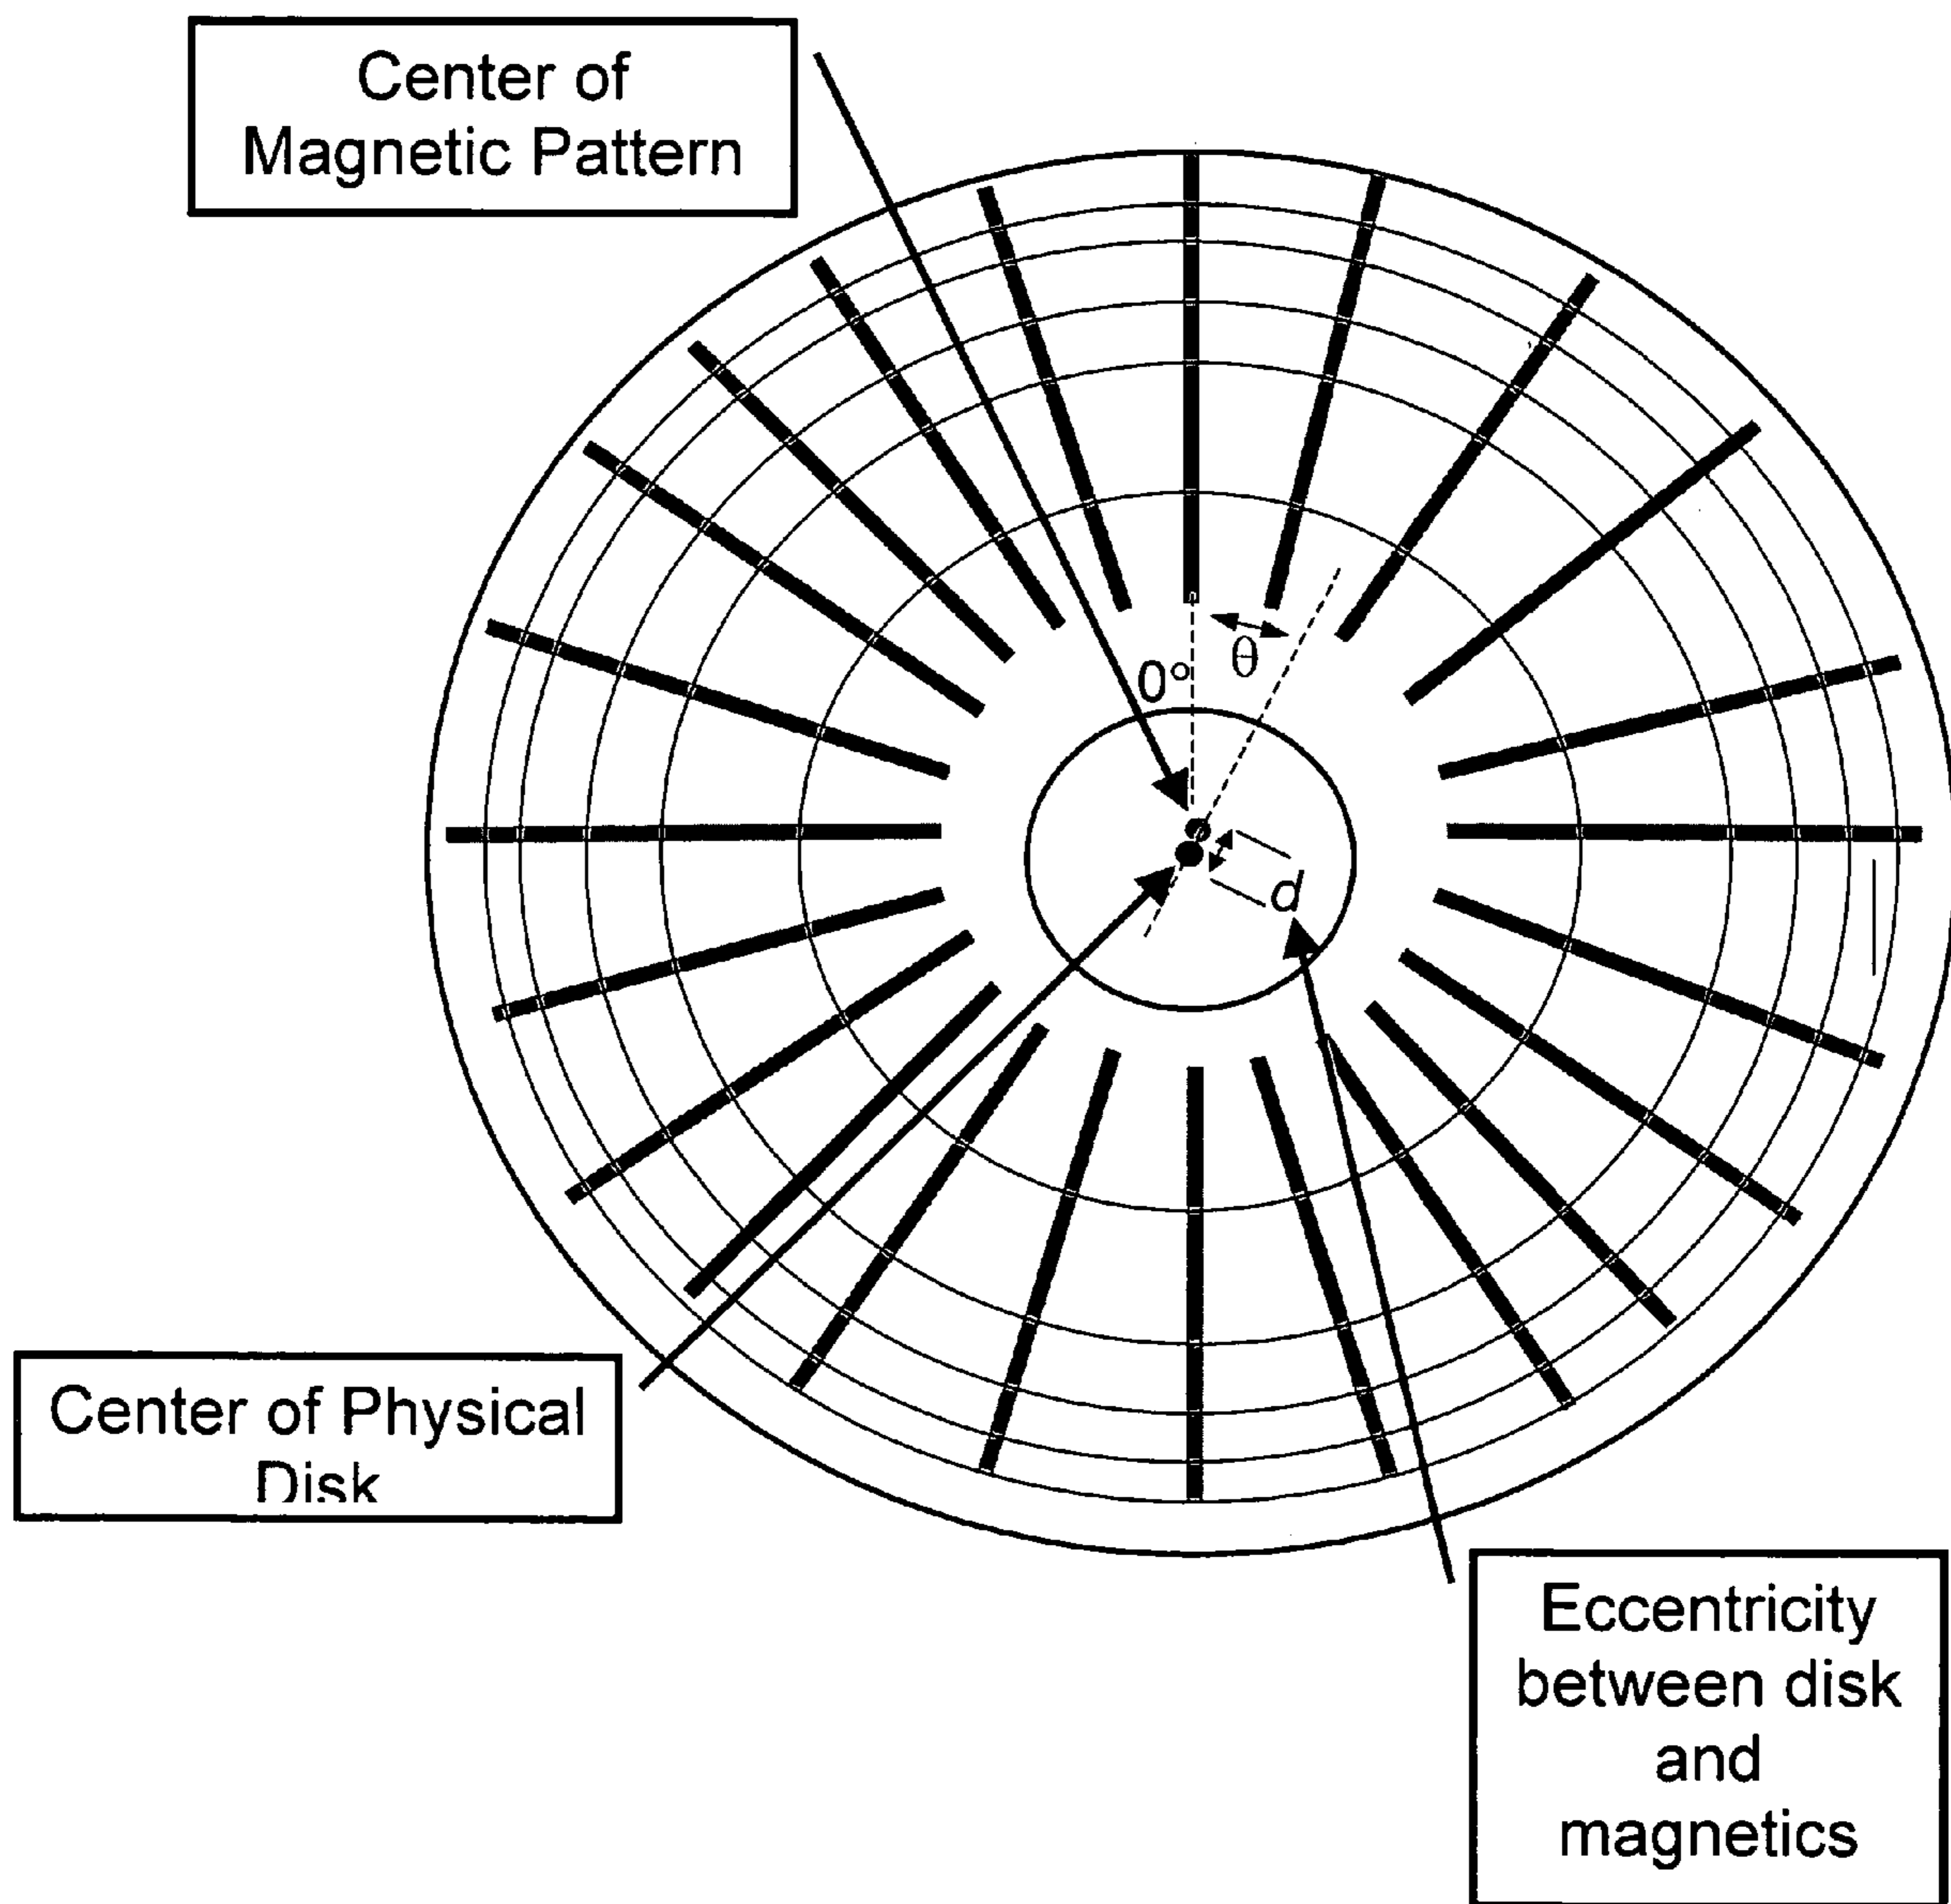 Center of
Magnetic Pattern
0°
θ
d
Center of Physical
Disk
Eccentricity
between disk
and
magnetics